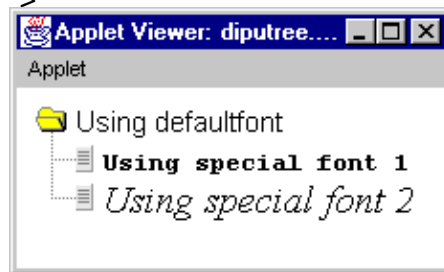 Applet Viewer: diputree....
Applet
Using defaultfont
Using special font 1
Using special font 2